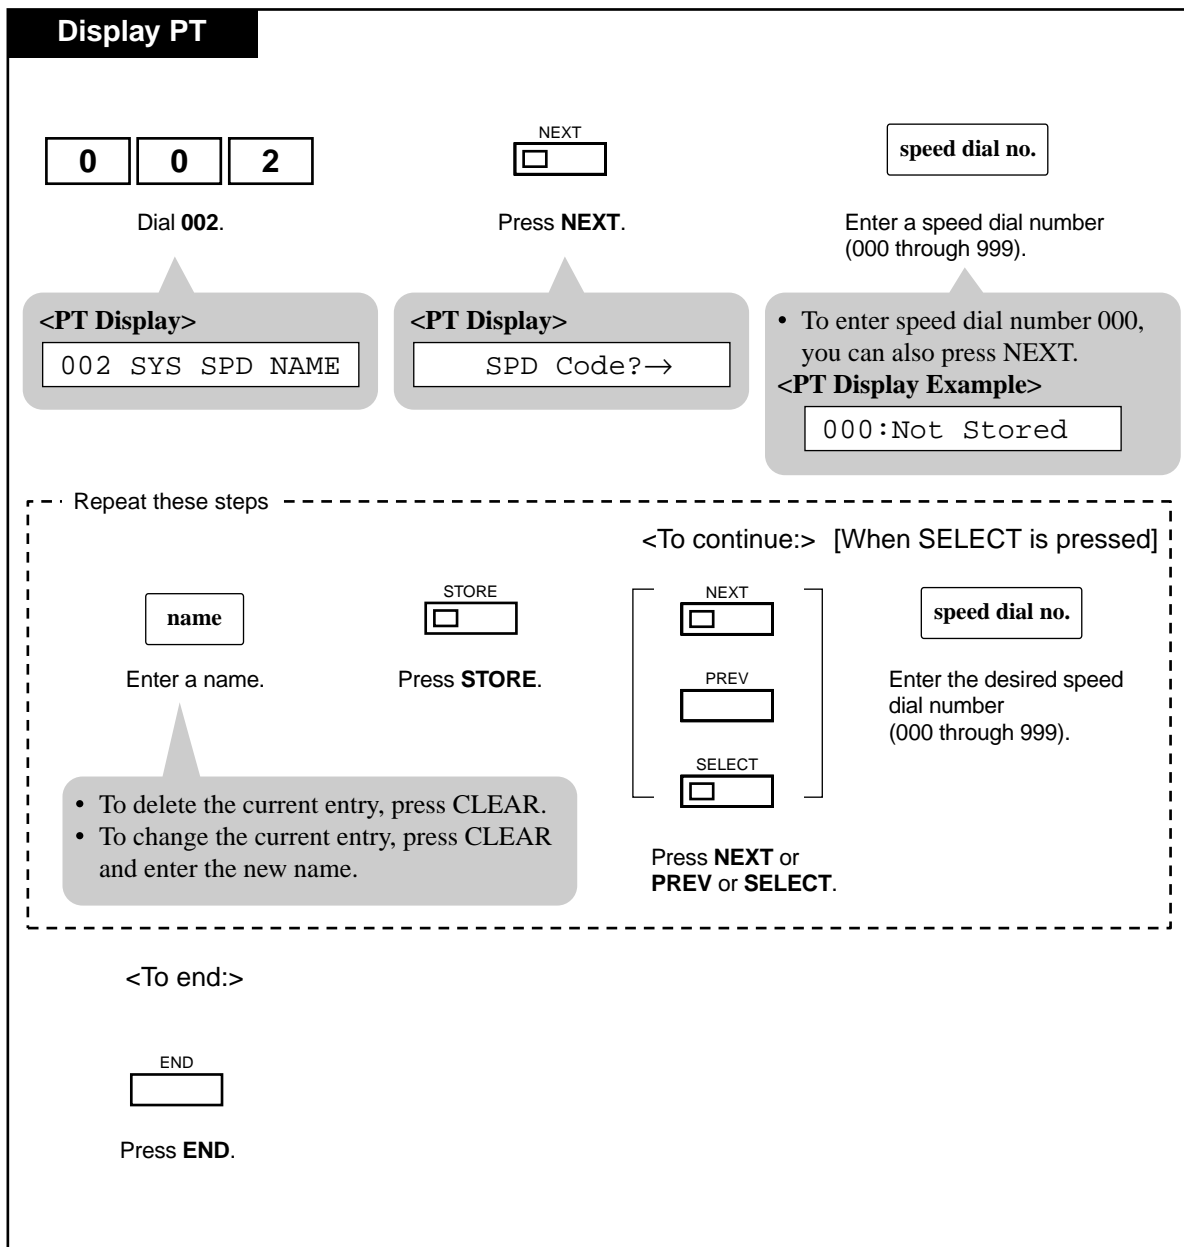 Display PT
0 0 2
Dial 002.
<PT Display>
002 SYS SPD NAME
NEXT
Press NEXT.
<PT Display>
SPD Code?→
speed dial no.
Enter a speed dial number
(000 through 999).
• To enter speed dial number 000,
you can also press NEXT.
<PT Display Example>
000:Not Stored
Repeat these steps
name
Enter a name.
• To delete the current entry, press CLEAR.
• To change the current entry, press CLEAR
and enter the new name.
STORE
Press STORE.
<To continue:> [When SELECT is pressed]
NEXT
PREV
SELECT
Press NEXT or
PREV or SELECT.
speed dial no.
Enter the desired speed
dial number
(000 through 999).
<To end:>
END
Press END.